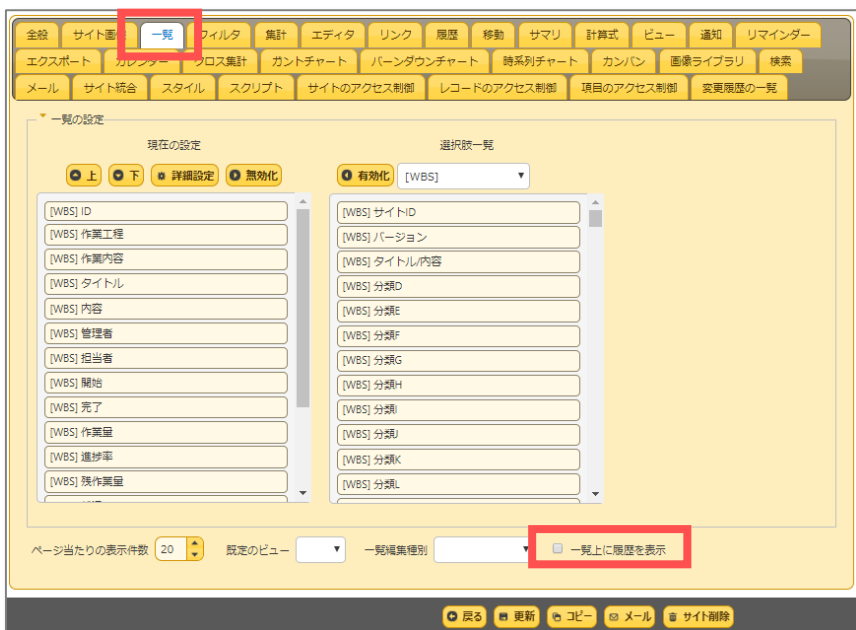 全般 サイト画像 一覧 フィルタ 集計 エディタ リンク 履歴 移動 サマリ 計算式 ビュー 通知 リマインダー
エクスポート カレンダー クロス集計 ガントチャート バーンダウンチャート 時系列チャート カンバン 画像ライブラリ 検索
メール サイト統合 スタイル スクリプト サイトのアクセス制御 レコードのアクセス制御 項目のアクセス制御 変更履歴の一覧
一覧の設定
現在の設定
上 下 詳細設定 無効化
[WBS] ID
[WBS] 作業工程
[WBS] 作業内容
[WBS] タイトル
[WBS] 内容
[WBS] 管理者
[WBS] 担当者
[WBS] 開始
[WBS] 完了
[WBS] 作業量
[WBS] 進捗率
[WBS] 残作業量
選択肢一覧
有効化 [WBS]
[WBS] サイトID
[WBS] バージョン
[WBS] タイトル/内容
[WBS] 分類D
[WBS] 分類E
[WBS] 分類F
[WBS] 分類G
[WBS] 分類H
[WBS] 分類I
[WBS] 分類J
[WBS] 分類K
[WBS] 分類L
ページ当たりの表示件数 20 既定のビュー 一覧編集種別 一覧上に履歴を表示
戻る 更新 コピー メール サイト削除